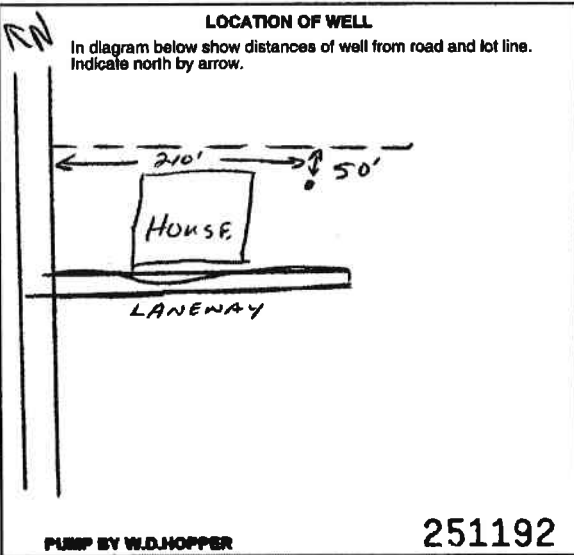 LOCATION OF WELL
In diagram below show distances of well from road and lot line.
Indicate north by arrow.
N
210'
50'
HOUSE
LANEWAY
PUMP BY W.D.HOPPER
251192